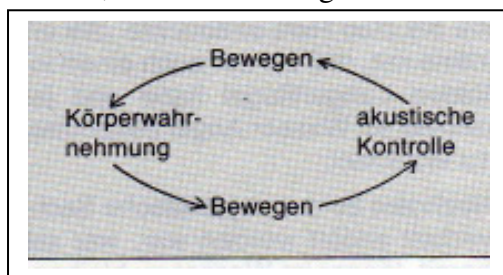 Bewegen
Körperwahr-
nehmung
akustische
Kontrolle
Bewegen